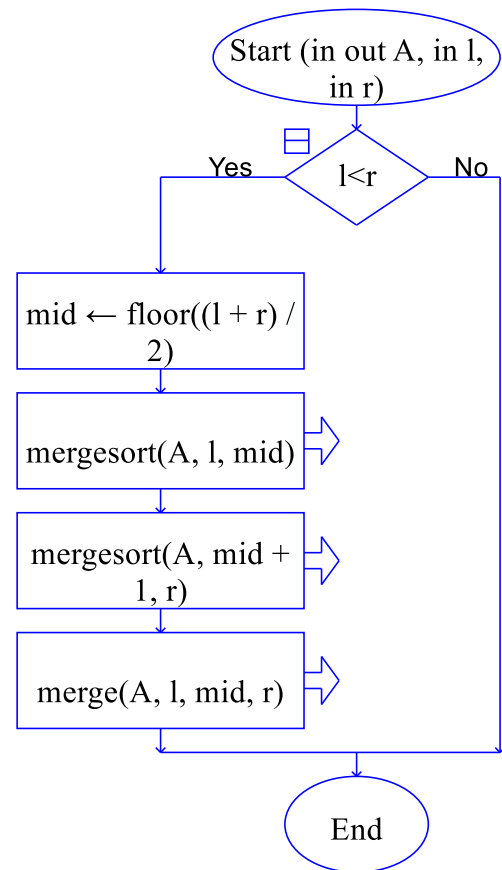 Start (in out A, in l,
in r)
Yes
l<r
No
mid ← floor((l + r) /
2)
mergesort(A, l, mid)
mergesort(A, mid +
1, r)
merge(A, l, mid, r)
End